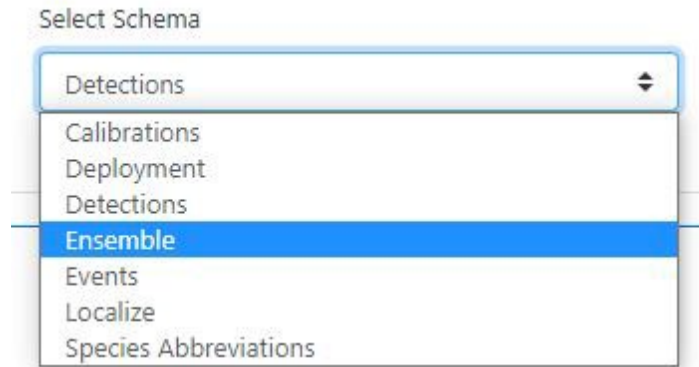 Select Schema
Detections
Calibrations
Deployment
Detections
Ensemble
Events
Localize
Species Abbreviations